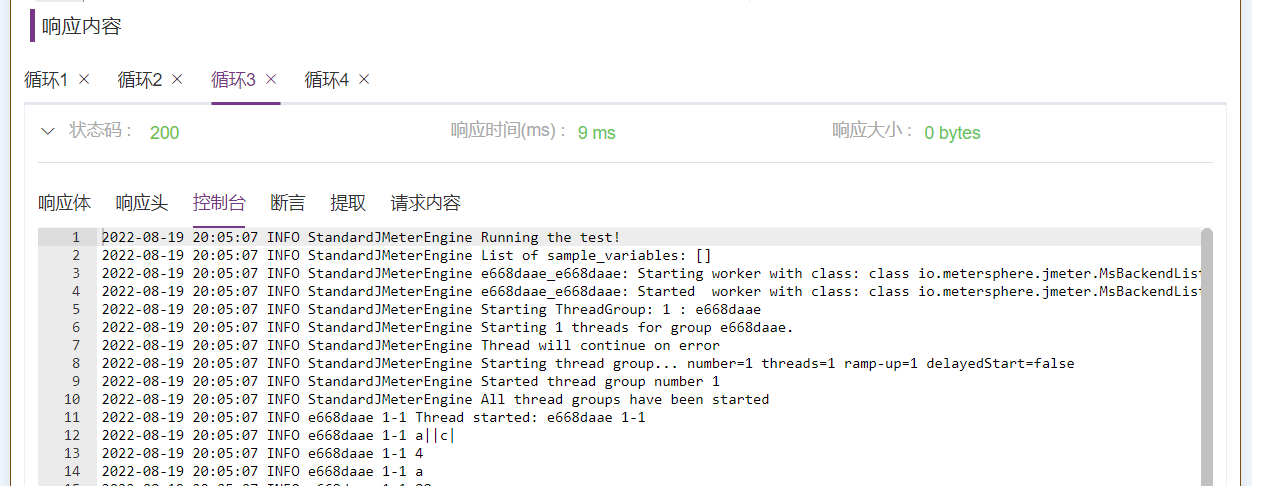 响应内容
循环1 × 循环2 × 循环3 × 循环4 ×
状态码： 200 响应时间(ms)： 9 ms 响应大小： 0 bytes
响应体 响应头 控制台 断言 提取 请求内容
1 2022-08-19 20:05:07 INFO StandardJMeterEngine Running the test!
2 2022-08-19 20:05:07 INFO StandardJMeterEngine List of sample_variables: []
3 2022-08-19 20:05:07 INFO StandardJMeterEngine e668daae_e668daae: Starting worker with class: class io.metersphere.jmeter.MsBackendList
4 2022-08-19 20:05:07 INFO StandardJMeterEngine e668daae_e668daae: Started  worker with class: class io.metersphere.jmeter.MsBackendList
5 2022-08-19 20:05:07 INFO StandardJMeterEngine Starting ThreadGroup: 1 : e668daae
6 2022-08-19 20:05:07 INFO StandardJMeterEngine Starting 1 threads for group e668daae.
7 2022-08-19 20:05:07 INFO StandardJMeterEngine Thread will continue on error
8 2022-08-19 20:05:07 INFO StandardJMeterEngine Starting thread group... number=1 threads=1 ramp-up=1 delayedStart=false
9 2022-08-19 20:05:07 INFO StandardJMeterEngine Started thread group number 1
10 2022-08-19 20:05:07 INFO StandardJMeterEngine All thread groups have been started
11 2022-08-19 20:05:07 INFO e668daae 1-1 Thread started: e668daae 1-1
12 2022-08-19 20:05:07 INFO e668daae 1-1 a||c|
13 2022-08-19 20:05:07 INFO e668daae 1-1 4
14 2022-08-19 20:05:07 INFO e668daae 1-1 a